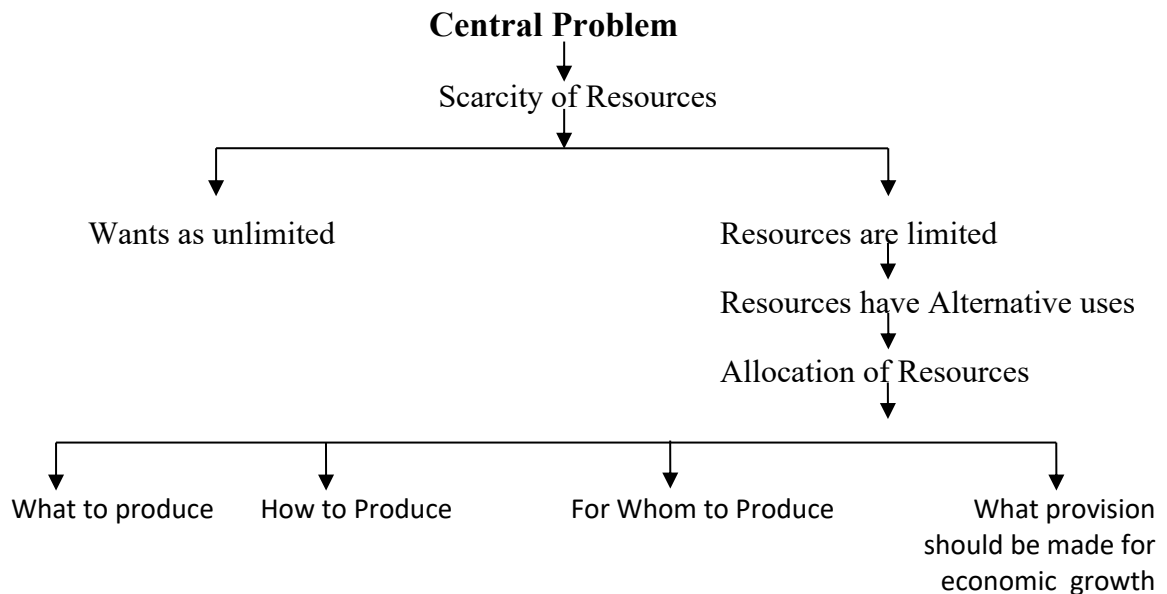 Central Problem
Scarcity of Resources
Wants as unlimited
Resources are limited
Resources have Alternative uses
Allocation of Resources
What to produce
How to Produce
For Whom to Produce
What provision
should be made for
economic growth